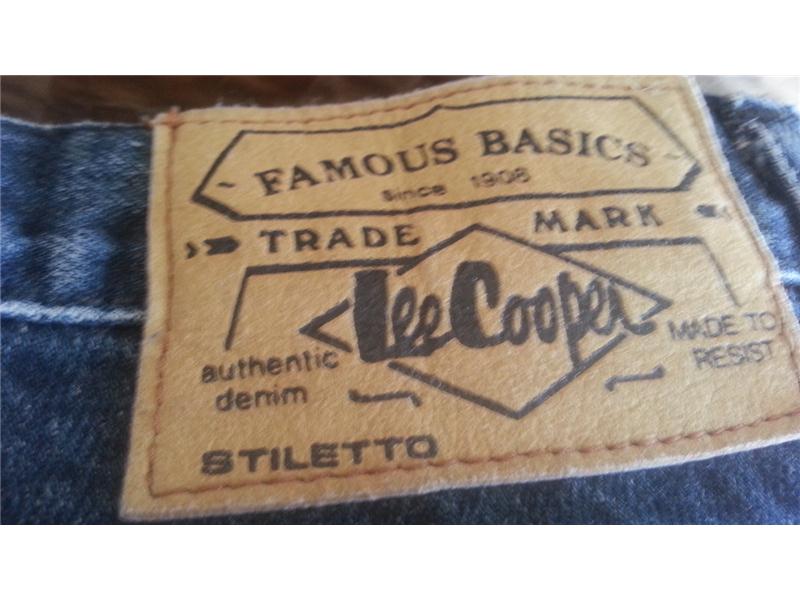 ~ FAMOUS BASICS ~
since 1908
TRADE MARK
Lee Cooper
authentic
denim
MADE TO
RESIST
STILETTO